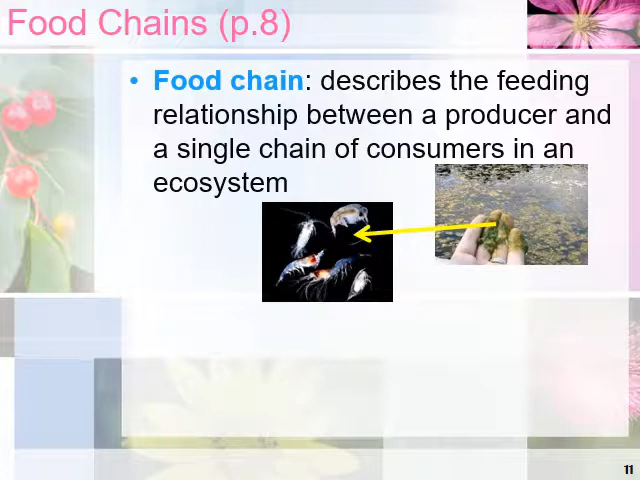 Food Chains (p.8)
• Food chain: describes the feeding
relationship between a producer and
a single chain of consumers in an
ecosystem
11